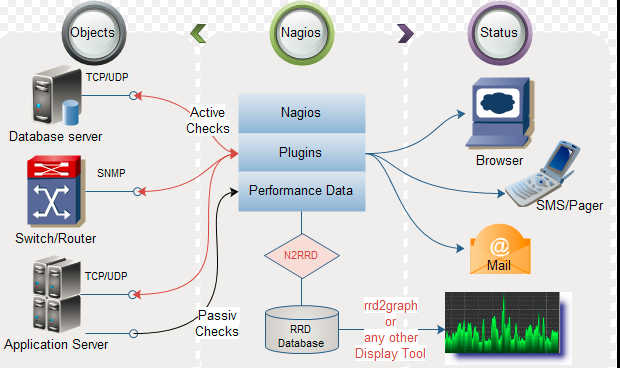 Objects
Nagios
Status
TCP/UDP
Database server
Active
Checks
SNMP
Switch/Router
TCP/UDP
Application Server
Passiv
Checks
Nagios
Plugins
Performance Data
N2RRD
RRD
Database
rrd2graph
or
any other
Display Tool
Browser
SMS/Pager
@
Mail